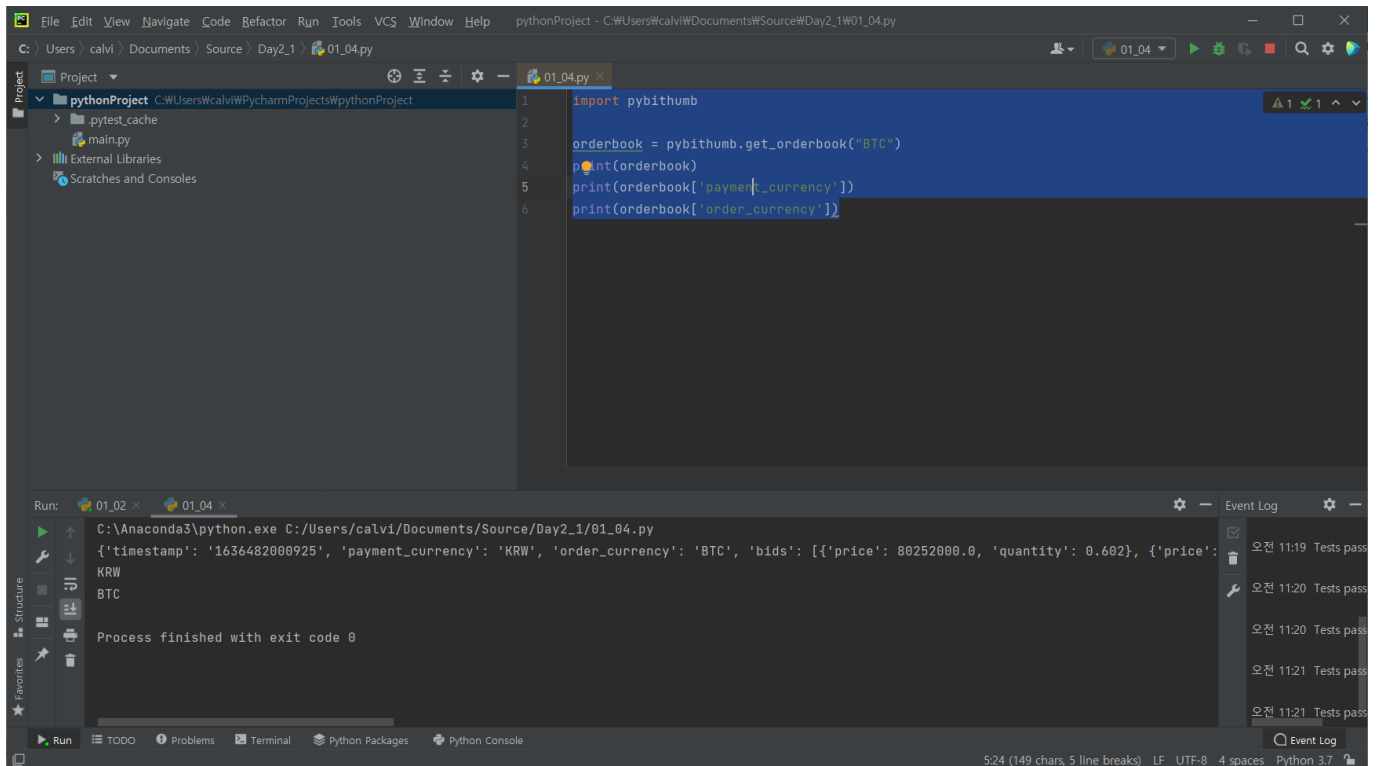 PC File Edit View Navigate Code Refactor Run Tools VCS Window Help pythonProject - C:₩Users₩calvi₩Documents₩Source₩Day2_1₩01_04.py
C: Users calvi Documents Source Day2_1 01_04.py 01_04
Project
Project
01_04.py
pythonProject C:₩Users₩calvi₩PycharmProjects₩pythonProject
.pytest_cache
main.py
External Libraries
Scratches and Consoles
1 import pybithumb
2
3 orderbook = pybithumb.get_orderbook("BTC")
4 print(orderbook)
5 print(orderbook['payment_currency'])
6 print(orderbook['order_currency'])
1 1
Run: 01_02 01_04
C:\Anaconda3\python.exe C:/Users/calvi/Documents/Source/Day2_1/01_04.py
{'timestamp': '1636482000925', 'payment_currency': 'KRW', 'order_currency': 'BTC', 'bids': [{'price': 80252000.0, 'quantity': 0.602}, {'price':
KRW
BTC
Process finished with exit code 0
Event Log
오전 11:19 Tests pass
오전 11:20 Tests pass
오전 11:20 Tests pass
오전 11:21 Tests pass
오전 11:21 Tests pass
Structure
Favorites
Run TODO Problems Terminal Python Packages Python Console Event Log
5:24 (149 chars, 5 line breaks) LF UTF-8 4 spaces Python 3.7